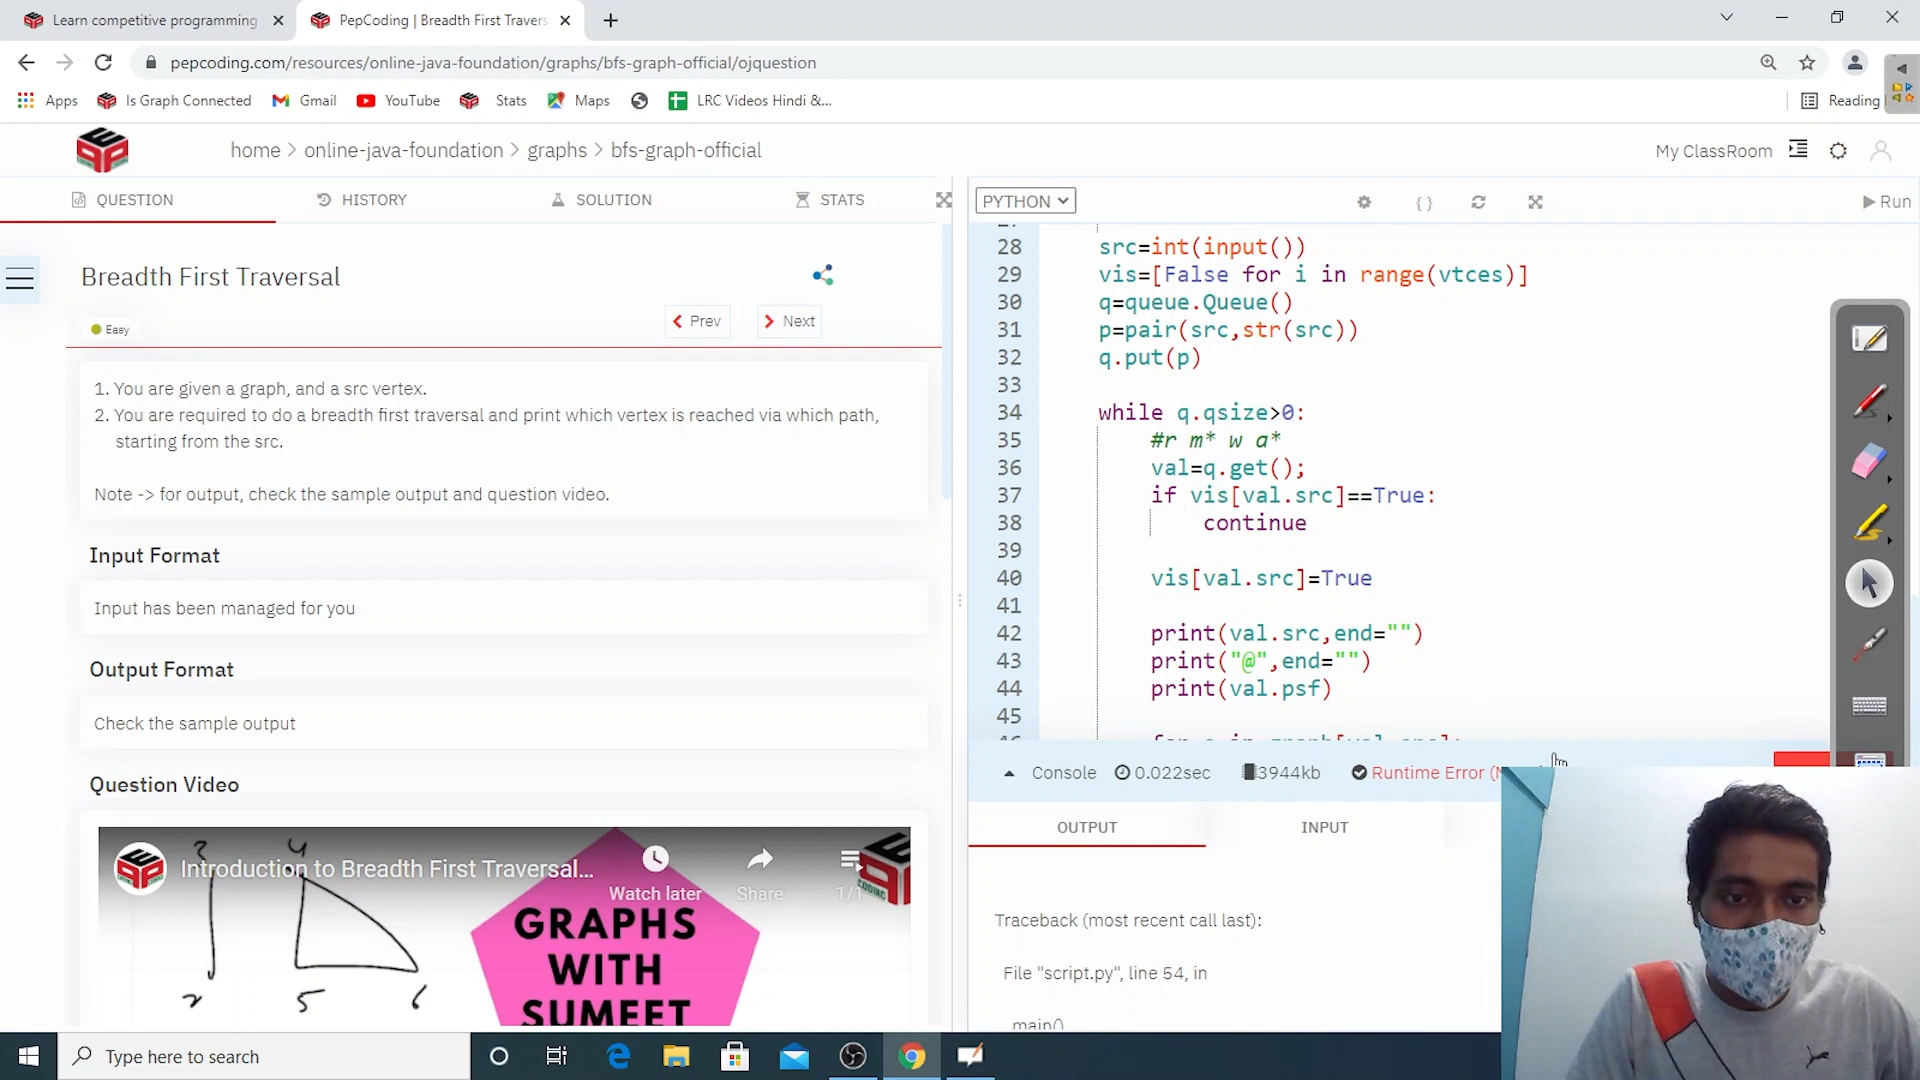 Learn competitive programming
PepCoding | Breadth First Travers
pepcoding.com/resources/online-java-foundation/graphs/bfs-graph-official/ojquestion
Apps
Is Graph Connected
Gmail
YouTube
Stats
Maps
LRC Videos Hindi &...
Reading
home > online-java-foundation > graphs > bfs-graph-official
My ClassRoom
QUESTION
HISTORY
SOLUTION
STATS
PYTHON
{ }
Run
Breadth First Traversal
Easy
Prev
Next
1. You are given a graph, and a src vertex.
2. You are required to do a breadth first traversal and print which vertex is reached via which path,
starting from the src.
Note -> for output, check the sample output and question video.
Input Format
Input has been managed for you
Output Format
Check the sample output
Question Video
Introduction to Breadth First Traversal...
Watch later
Share
1/1
CODING
3 4
2 5 6
GRAPHS
WITH
SUMEET
28 src=int(input())
29 vis=[False for i in range(vtces)]
30 q=queue.Queue()
31 p=pair(src,str(src))
32 q.put(p)
33
34 while q.qsize>0:
35 #r m* w a*
36 val=q.get();
37 if vis[val.src]==True:
38 continue
39
40 vis[val.src]=True
41
42 print(val.src,end="")
43 print("@",end="")
44 print(val.psf)
45
Console
0.022sec
3944kb
Runtime Error
OUTPUT
INPUT
Traceback (most recent call last):
File "script.py", line 54, in
main()
Type here to search